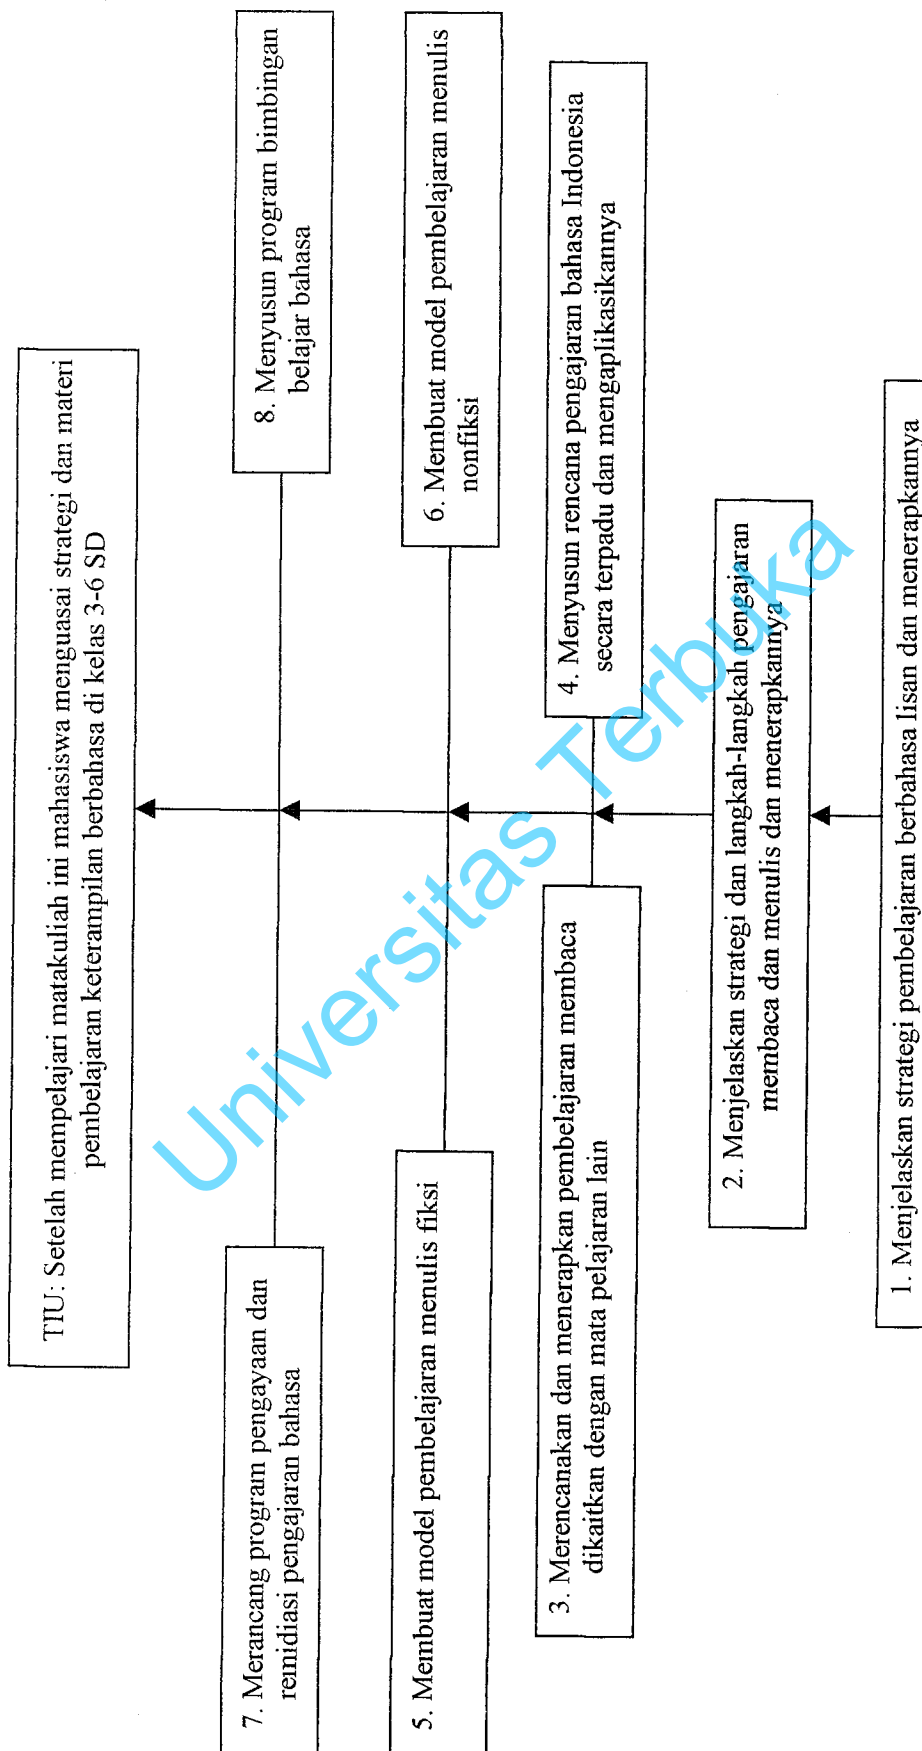 TIU: Setelah mempelajari matakuliah ini mahasiswa menguasai strategi dan materi
pembelajaran keterampilan berbahasa di kelas 3-6 SD
7. Merancang program pengayaan dan
remidiasi pengajaran bahasa
8. Menyusun program bimbingan
belajar bahasa
5. Membuat model pembelajaran menulis fiksi
6. Membuat model pembelajaran menulis
nonfiksi
3. Merencanakan dan menerapkan pembelajaran membaca
dikaitkan dengan mata pelajaran lain
4. Menyusun rencana pengajaran bahasa Indonesia
secara terpadu dan mengaplikasikannya
2. Menjelaskan strategi dan langkah-langkah pengajaran
membaca dan menulis dan menerapkannya
1. Menjelaskan strategi pembelajaran berbahasa lisan dan menerapkannya
Universitas Terbuka